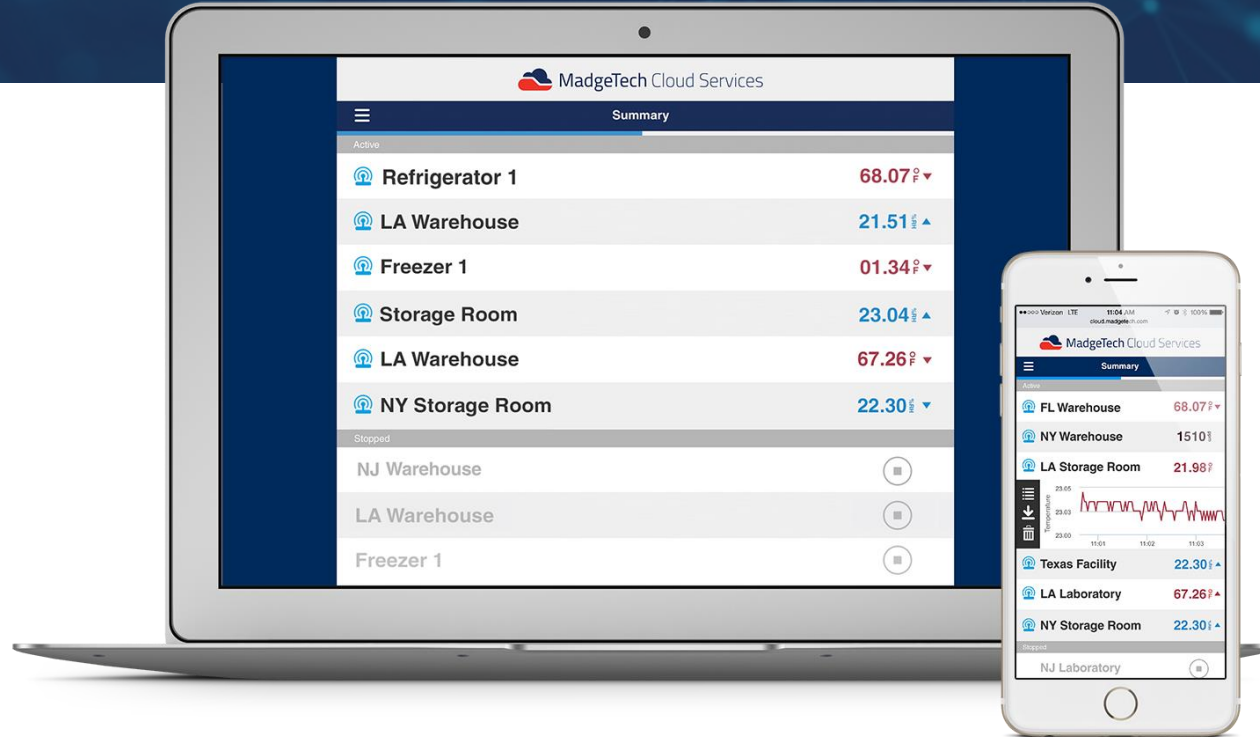 MadgeTech Cloud Services
Summary
Active
Refrigerator 1 68.07 °F
LA Warehouse 21.51
Freezer 1 01.34 °F
Storage Room 23.04
LA Warehouse 67.26 °F
NY Storage Room 22.30
Stopped
NJ Warehouse
LA Warehouse
Freezer 1
Verizon LTE 11:04 AM 100%
cloud.madgetech.com
MadgeTech Cloud Services
Summary
Active
FL Warehouse 68.07 °F
NY Warehouse 1510
LA Storage Room 21.98
Temperature
23.05
23.03
23.00
11:01 11:02 11:03
Texas Facility 22.30
LA Laboratory 67.26
NY Storage Room 22.30
Stopped
NJ Laboratory